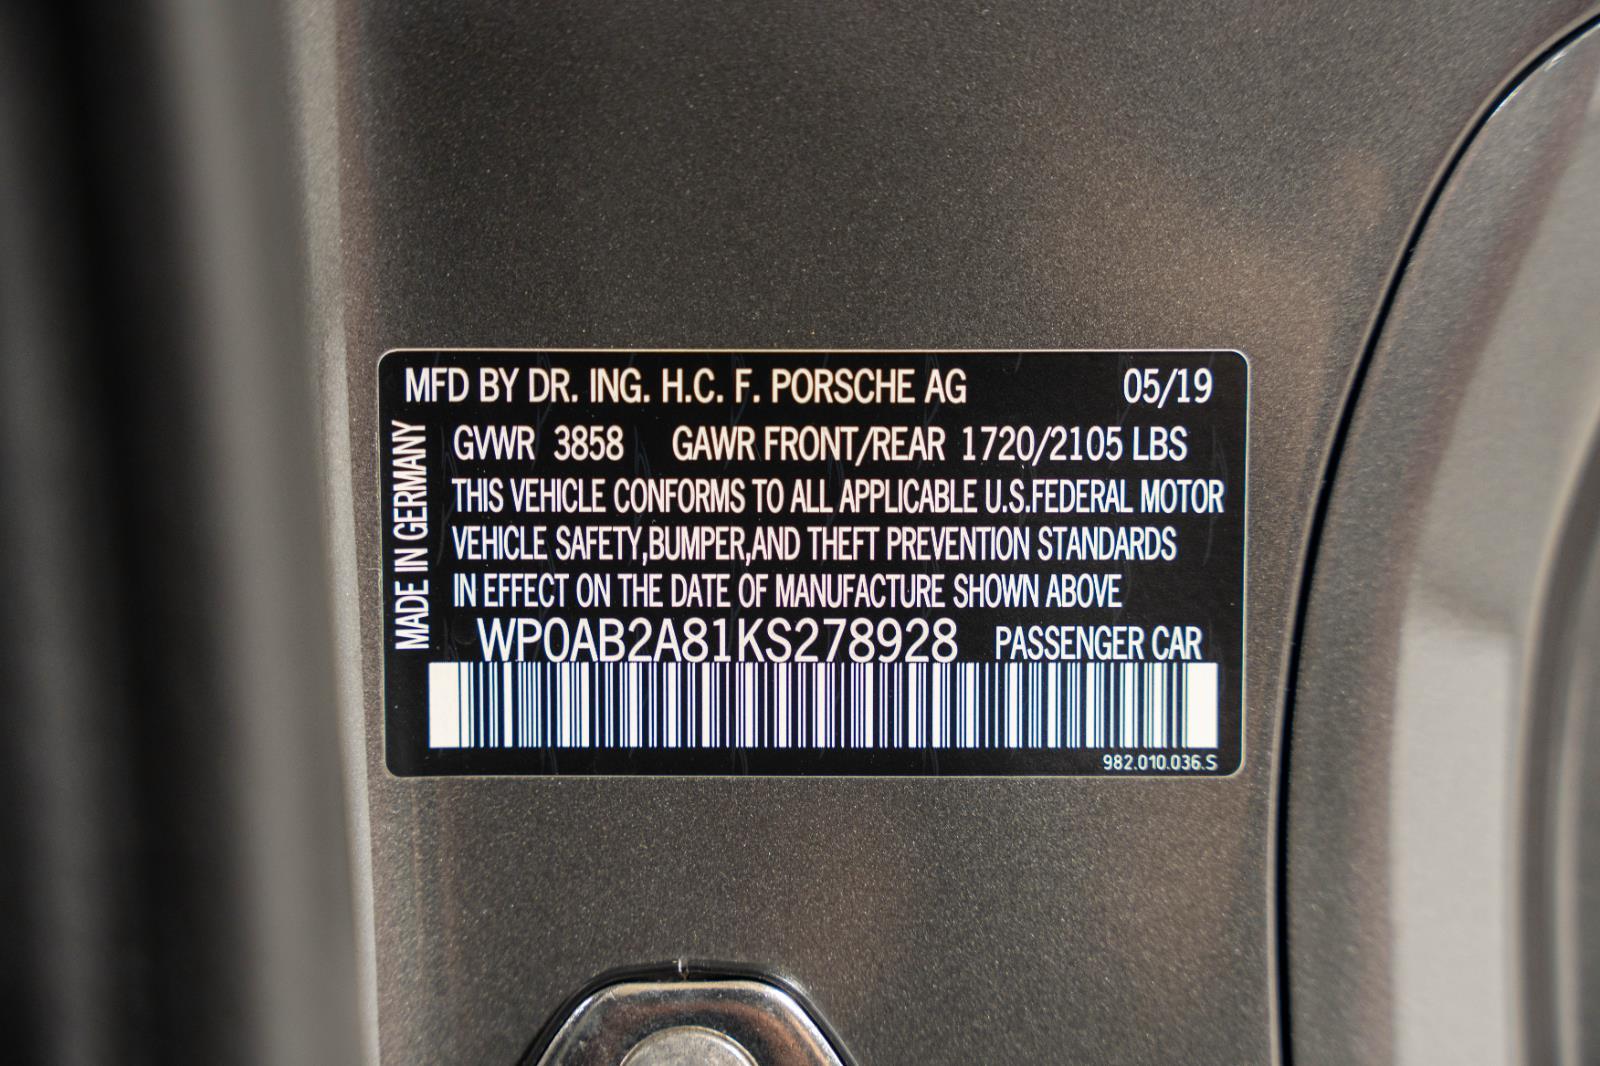 MFD BY DR. ING. H.C. F. PORSCHE AG 05/19
MADE IN GERMANY
GVWR 3858 GAWR FRONT/REAR 1720/2105 LBS
THIS VEHICLE CONFORMS TO ALL APPLICABLE U.S.FEDERAL MOTOR
VEHICLE SAFETY,BUMPER,AND THEFT PREVENTION STANDARDS
IN EFFECT ON THE DATE OF MANUFACTURE SHOWN ABOVE
WP0AB2A81KS278928 PASSENGER CAR
982.010.036.S